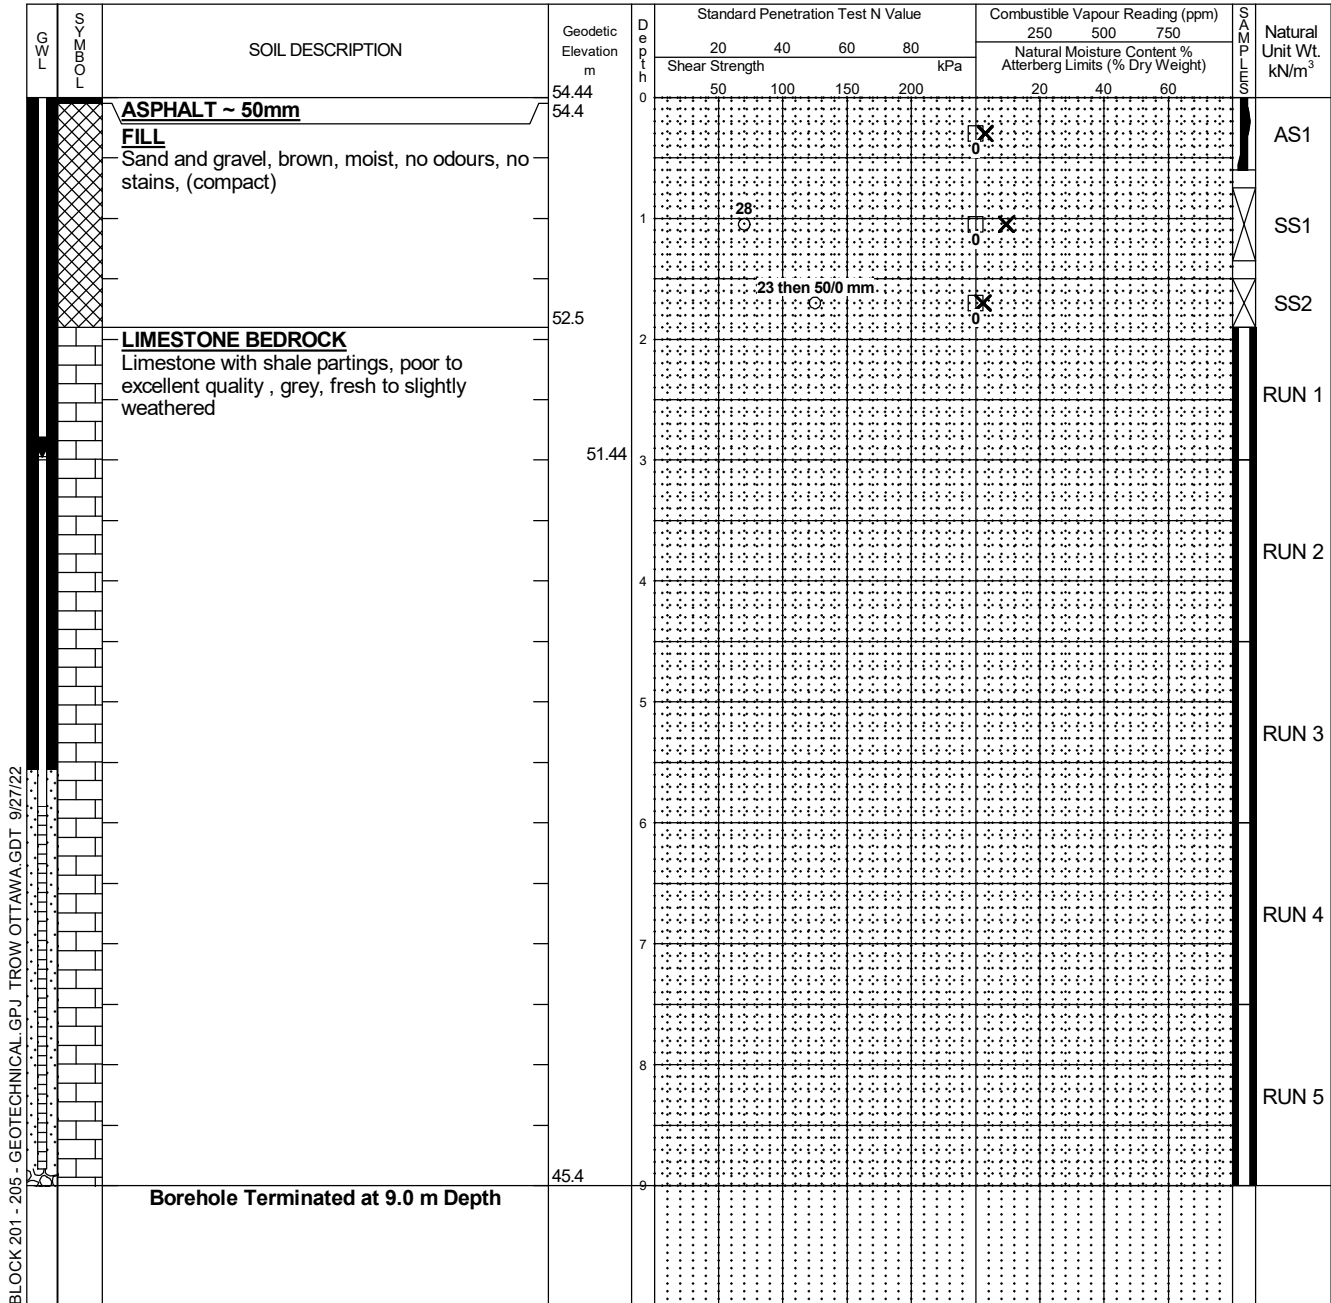 GWL
SYMBOL
SOIL DESCRIPTION
Geodetic
Elevation
m
Depth
Standard Penetration Test N Value
20 40 60 80
Shear Strength kPa
50 100 150 200
Combustible Vapour Reading (ppm)
250 500 750
Natural Moisture Content %
Atterberg Limits (% Dry Weight)
20 40 60
SAMPLES
Natural
Unit Wt.
kN/m³
54.44
0
ASPHALT ~ 50mm
54.4
FILL
Sand and gravel, brown, moist, no odours, no
stains, (compact)
0
AS1
28
1
0
SS1
23 then 50/0 mm
0
SS2
52.5
LIMESTONE BEDROCK
2
Limestone with shale partings, poor to
excellent quality , grey, fresh to slightly
weathered
RUN 1
51.44
3
RUN 2
4
5
RUN 3
6
RUN 4
7
8
RUN 5
45.4
9
Borehole Terminated at 9.0 m Depth
BLOCK 201 - 205 - GEOTECHNICAL.GPJ TROW OTTAWA.GDT 9/27/22